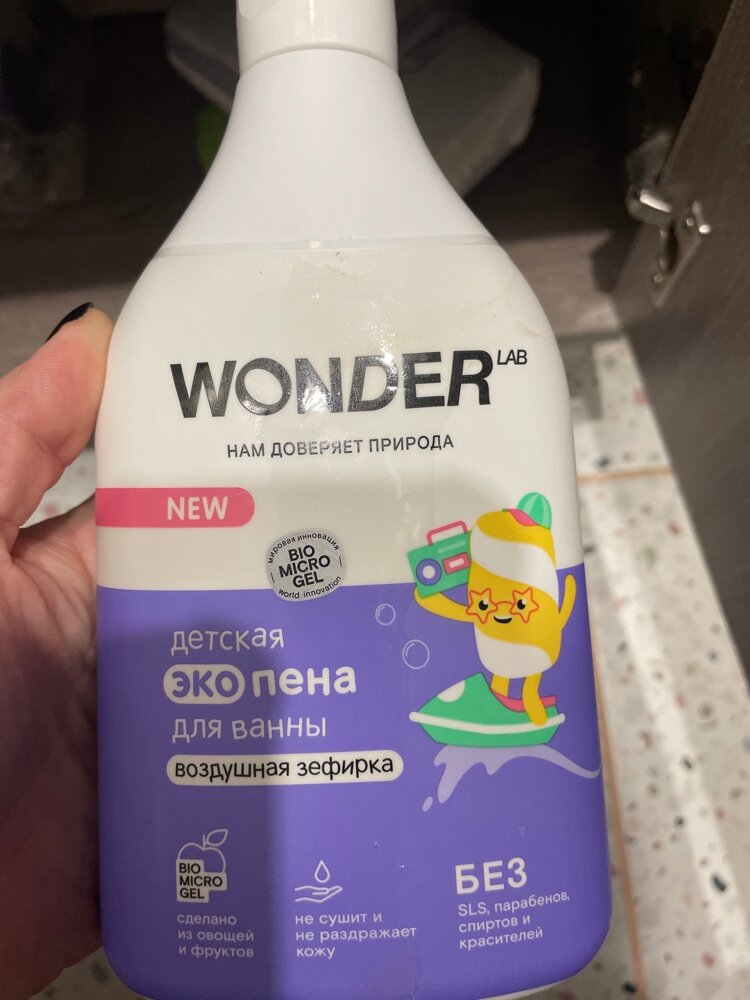 WONDER LAB
НАМ ДОВЕРЯЕТ ПРИРОДА
NEW
мировая инновация
BIO
MICRO
GEL
world innovation
детская
эко пена
для ванны
воздушная зефирка
BIO
MICRO
GEL
сделано
из овощей
и фруктов
не сушит и
не раздражает
кожу
БЕЗ
SLS, парабенов,
спиртов и
красителей